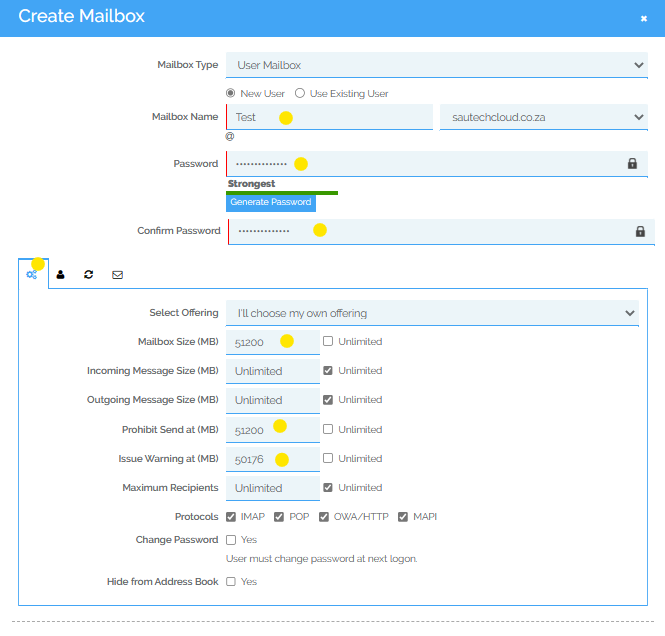 Create Mailbox
Mailbox Type User Mailbox
New User Use Existing User
Mailbox Name Test sautechcloud.co.za
@
Password ••••••••••••••
Strongest
Generate Password
Confirm Password ••••••••••••••
Select Offering I'll choose my own offering
Mailbox Size (MB) 51200 Unlimited
Incoming Message Size (MB) Unlimited Unlimited
Outgoing Message Size (MB) Unlimited Unlimited
Prohibit Send at (MB) 51200 Unlimited
Issue Warning at (MB) 50176 Unlimited
Maximum Recipients Unlimited Unlimited
Protocols IMAP POP OWA/HTTP MAPI
Change Password Yes
User must change password at next logon.
Hide from Address Book Yes